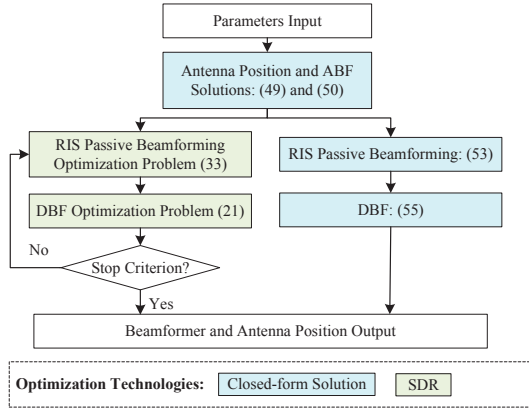 Parameters Input
Antenna Position and ABF
Solutions: (49) and (50)
RIS Passive Beamforming
Optimization Problem (33)
RIS Passive Beamforming: (53)
DBF Optimization Problem (21)
DBF: (55)
No
Stop Criterion?
Yes
Beamformer and Antenna Position Output
Optimization Technologies: Closed-form Solution SDR